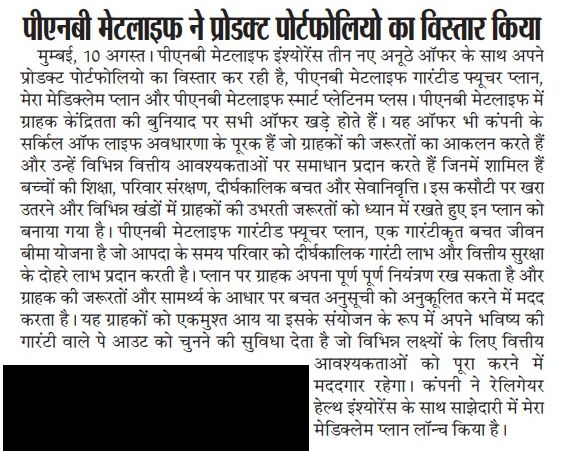 पीएनबी मेटलाइफ ने प्रोडक्ट पोर्टफोलियो का विस्तार किया
मुम्बई, 10 अगस्त। पीएनबी मेटलाइफ इंश्योरेंस तीन नए अनूठे ऑफर के साथ अपने
प्रोडक्ट पोर्टफोलियो का विस्तार कर रही है, पीएनबी मेटलाइफ गारंटीड फ्यूचर प्लान,
मेरा मेडिक्लेम प्लान और पीएनबी मेटलाइफ स्मार्ट प्लेटिनम प्लस। पीएनबी मेटलाइफ में
ग्राहक केंद्रितता की बुनियाद पर सभी ऑफर खड़े होते हैं। यह ऑफर भी कंपनी के
सर्किल ऑफ लाइफ अवधारणा के पूरक हैं जो ग्राहकों की जरूरतों का आकलन करते हैं
और उन्हें विभिन्न वित्तीय आवश्यकताओं पर समाधान प्रदान करते हैं जिनमें शामिल हैं
बच्चों की शिक्षा, परिवार संरक्षण, दीर्घकालिक बचत और सेवानिवृत्ति। इस कसौटी पर खरा
उतरने और विभिन्न खंडों में ग्राहकों की उभरती जरूरतों को ध्यान में रखते हुए इन प्लान को
बनाया गया है। पीएनबी मेटलाइफ गारंटीड फ्यूचर प्लान, एक गारंटीकृत बचत जीवन
बीमा योजना है जो आपदा के समय परिवार को दीर्घकालिक गारंटी लाभ और वित्तीय सुरक्षा
के दोहरे लाभ प्रदान करती है। प्लान पर ग्राहक अपना पूर्ण पूर्ण नियंत्रण रख सकता है और
ग्राहक की जरूरतों और सामर्थ्य के आधार पर बचत अनुसूची को अनुकूलित करने में मदद
करता है। यह ग्राहकों को एकमुश्त आय या इसके संयोजन के रूप में अपने भविष्य की
गारंटी वाले पे आउट को चुनने की सुविधा देता है जो विभिन्न लक्ष्यों के लिए वित्तीय
आवश्यकताओं को पूरा करने में
मददगार रहेगा। कंपनी ने रेलिगेयर
हेल्थ इंश्योरेंस के साथ साझेदारी में मेरा
मेडिक्लेम प्लान लॉन्च किया है।